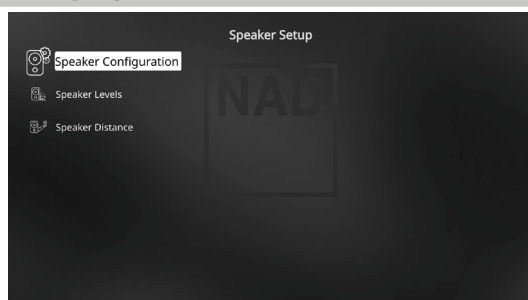 Speaker Setup
Speaker Configuration
Speaker Levels
Speaker Distance
NAD